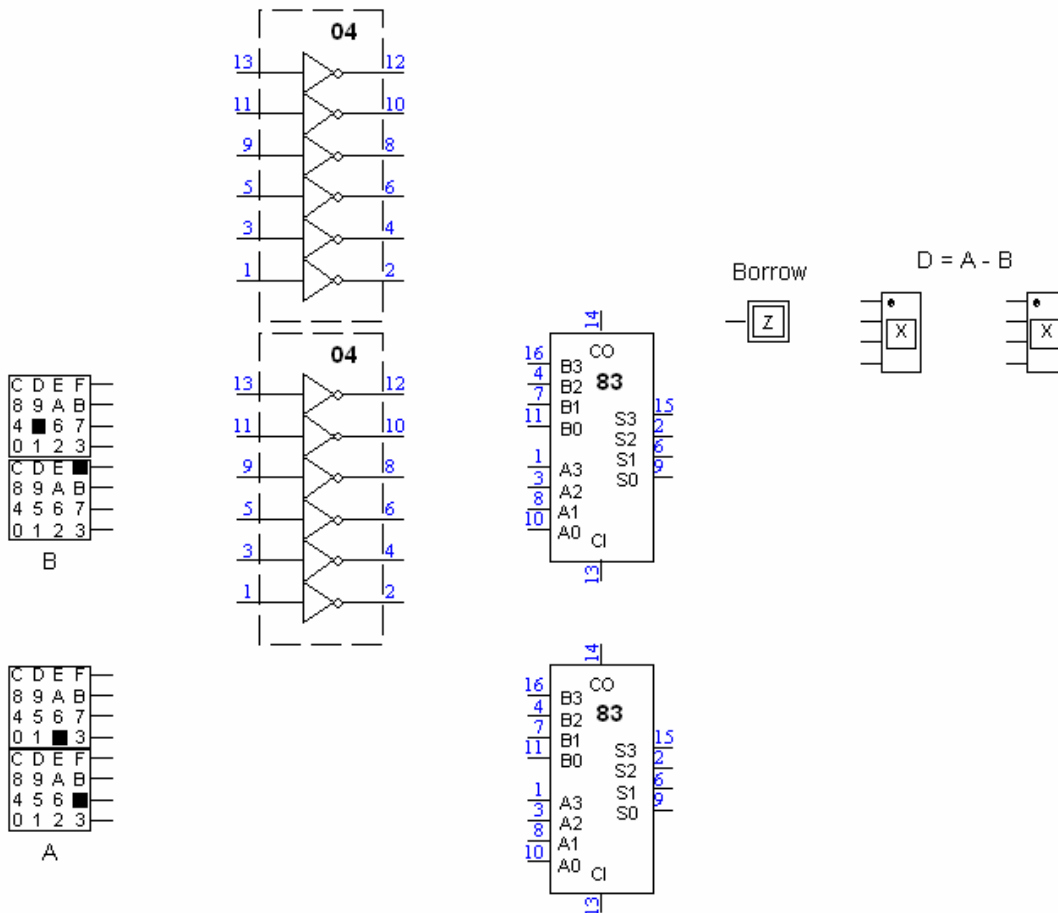 04
13 12
11 10
9 8
5 6
3 4
1 2
Borrow
Z
D = A - B
X X
04
13 12
11 10
9 8
5 6
3 4
1 2
C D E F
8 9 A B
4 6 7
0 1 2 3
C D E
8 9 A B
4 5 6 7
0 1 2 3
B
14
CO
83
16 B3
4 B2
7 B1
11 B0
S3 15
S2 2
S1 6
S0 9
1 A3
3 A2
8 A1
10 A0
CI
13
C D E F
8 9 A B
4 5 6 7
0 1 3
C D E F
8 9 A B
4 5 6
0 1 2 3
A
14
CO
83
16 B3
4 B2
7 B1
11 B0
S3 15
S2 2
S1 6
S0 9
1 A3
3 A2
8 A1
10 A0
CI
13